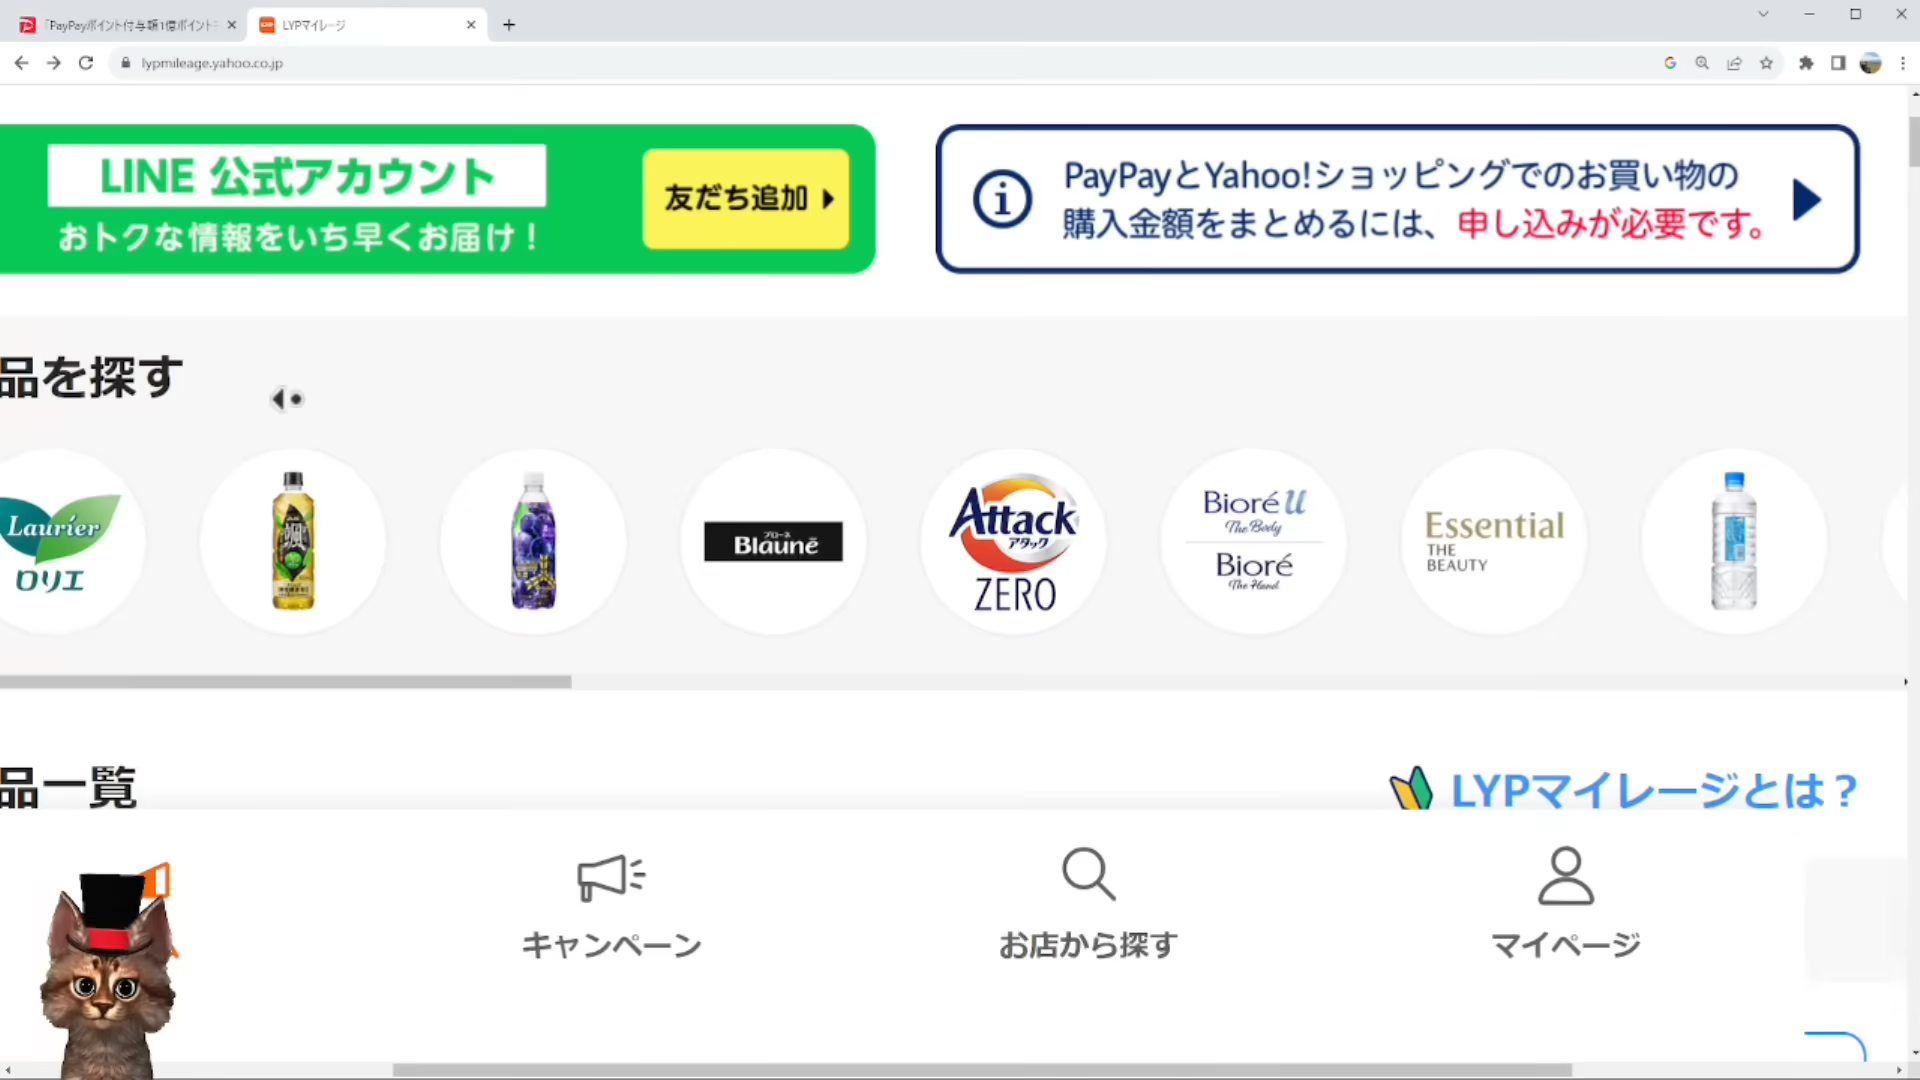 「PayPayポイント付与額1億ポイント
LYPマイレージ
lypmileage.yahoo.co.jp
LINE 公式アカウント
おトクな情報をいち早くお届け！
友だち追加
PayPayとYahoo!ショッピングでのお買い物の
購入金額をまとめるには、申し込みが必要です。
品を探す
Laurier
ロリエ
ブローネ
Blaunē
Attack
アタック
ZERO
Bioré u
The Body
Bioré
The Hand
Essential
THE
BEAUTY
品一覧
LYPマイレージとは？
キャンペーン
お店から探す
マイページ